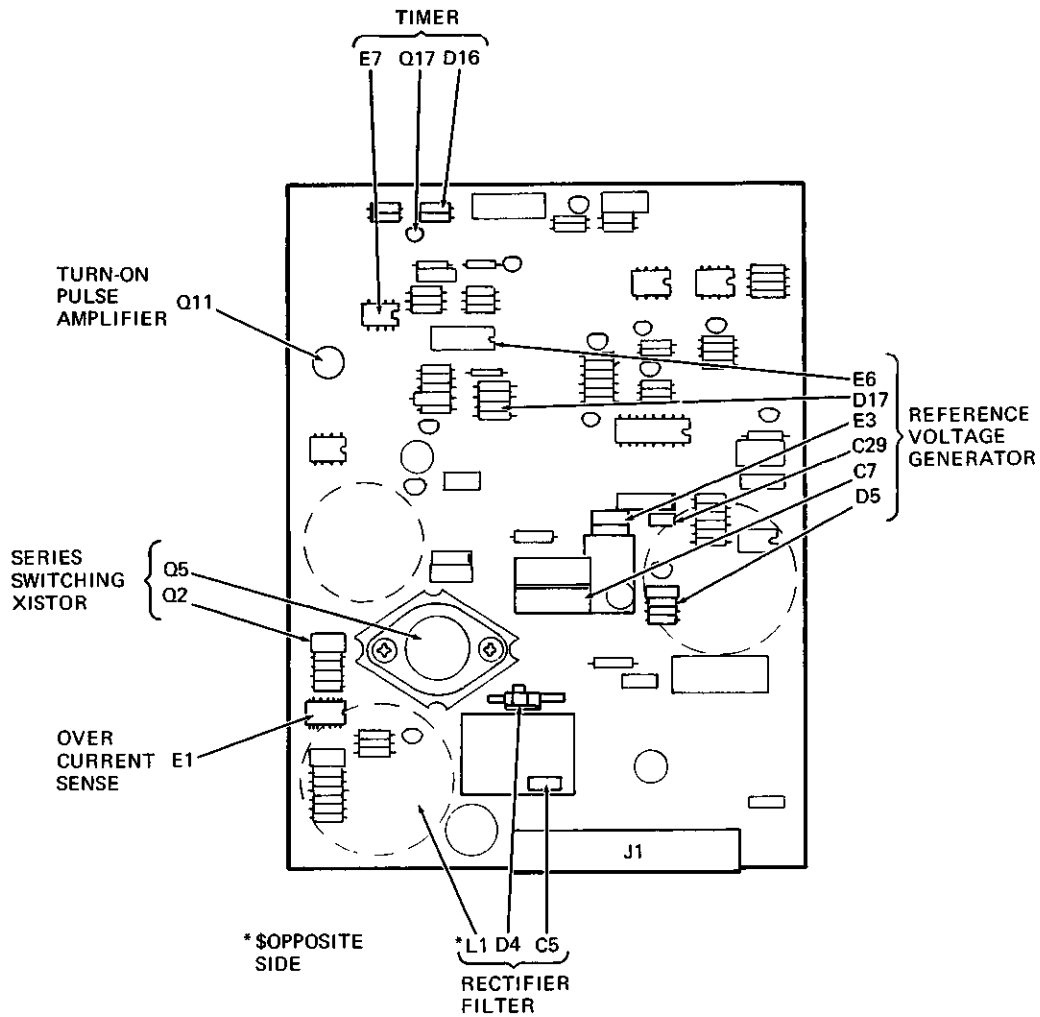 TIMER
E7 Q17 D16
TURN-ON
PULSE
AMPLIFIER Q11
E6
D17
E3
C29
C7
D5
REFERENCE
VOLTAGE
GENERATOR
SERIES
SWITCHING
XISTOR
Q5
Q2
OVER
CURRENT E1
SENSE
J1
* $OPPOSITE
SIDE
*L1 D4 C5
RECTIFIER
FILTER